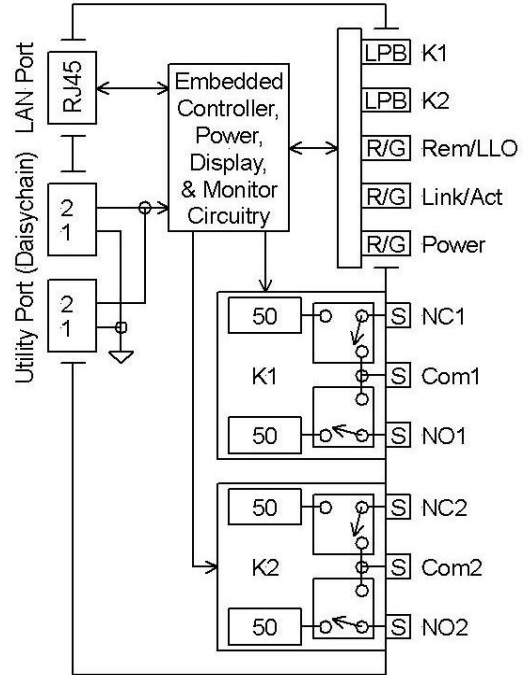 LAN Port
RJ45
Embedded
Controller,
Power,
Display,
& Monitor
Circuitry
LPB K1
LPB K2
R/G Rem/LLO
R/G Link/Act
R/G Power
Utility Port (Daisychain)
2
1
2
1
50
K1
50
S NC1
S Com1
S NO1
50
K2
50
S NC2
S Com2
S NO2